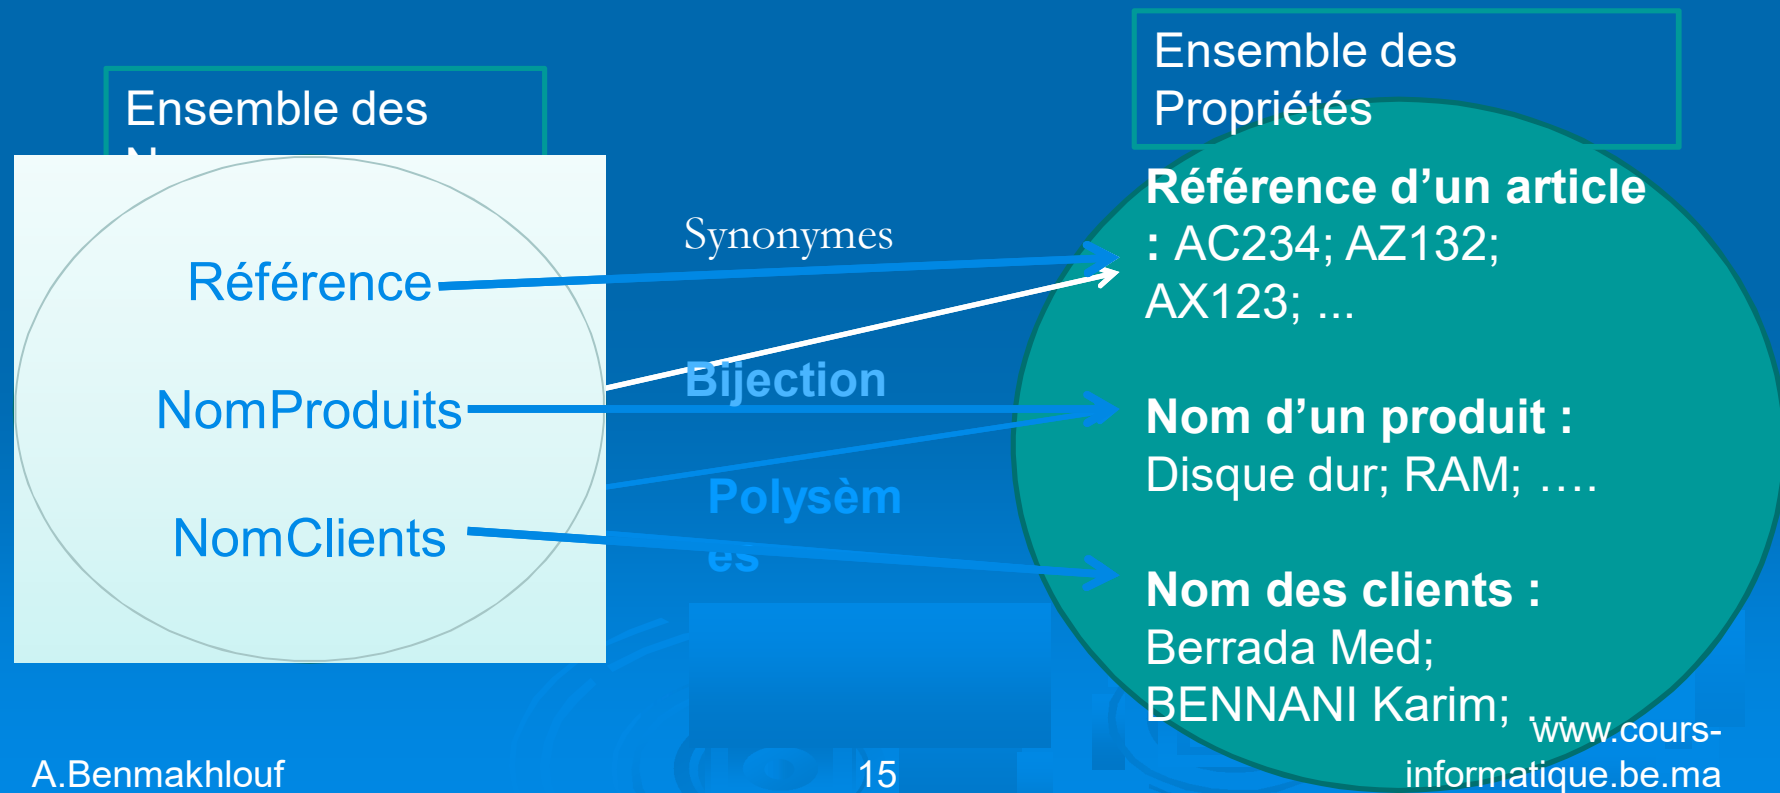 Ensemble des
Référence
NomProduits
NomClients
Synonymes
Bijection
Polysèm
es
Ensemble des
Propriétés
Référence d’un article
: AC234; AZ132;
AX123; ...
Nom d’un produit :
Disque dur; RAM; ….
Nom des clients :
Berrada Med;
BENNANI Karim; …
A.Benmakhlouf
15
www.cours-
informatique.be.ma